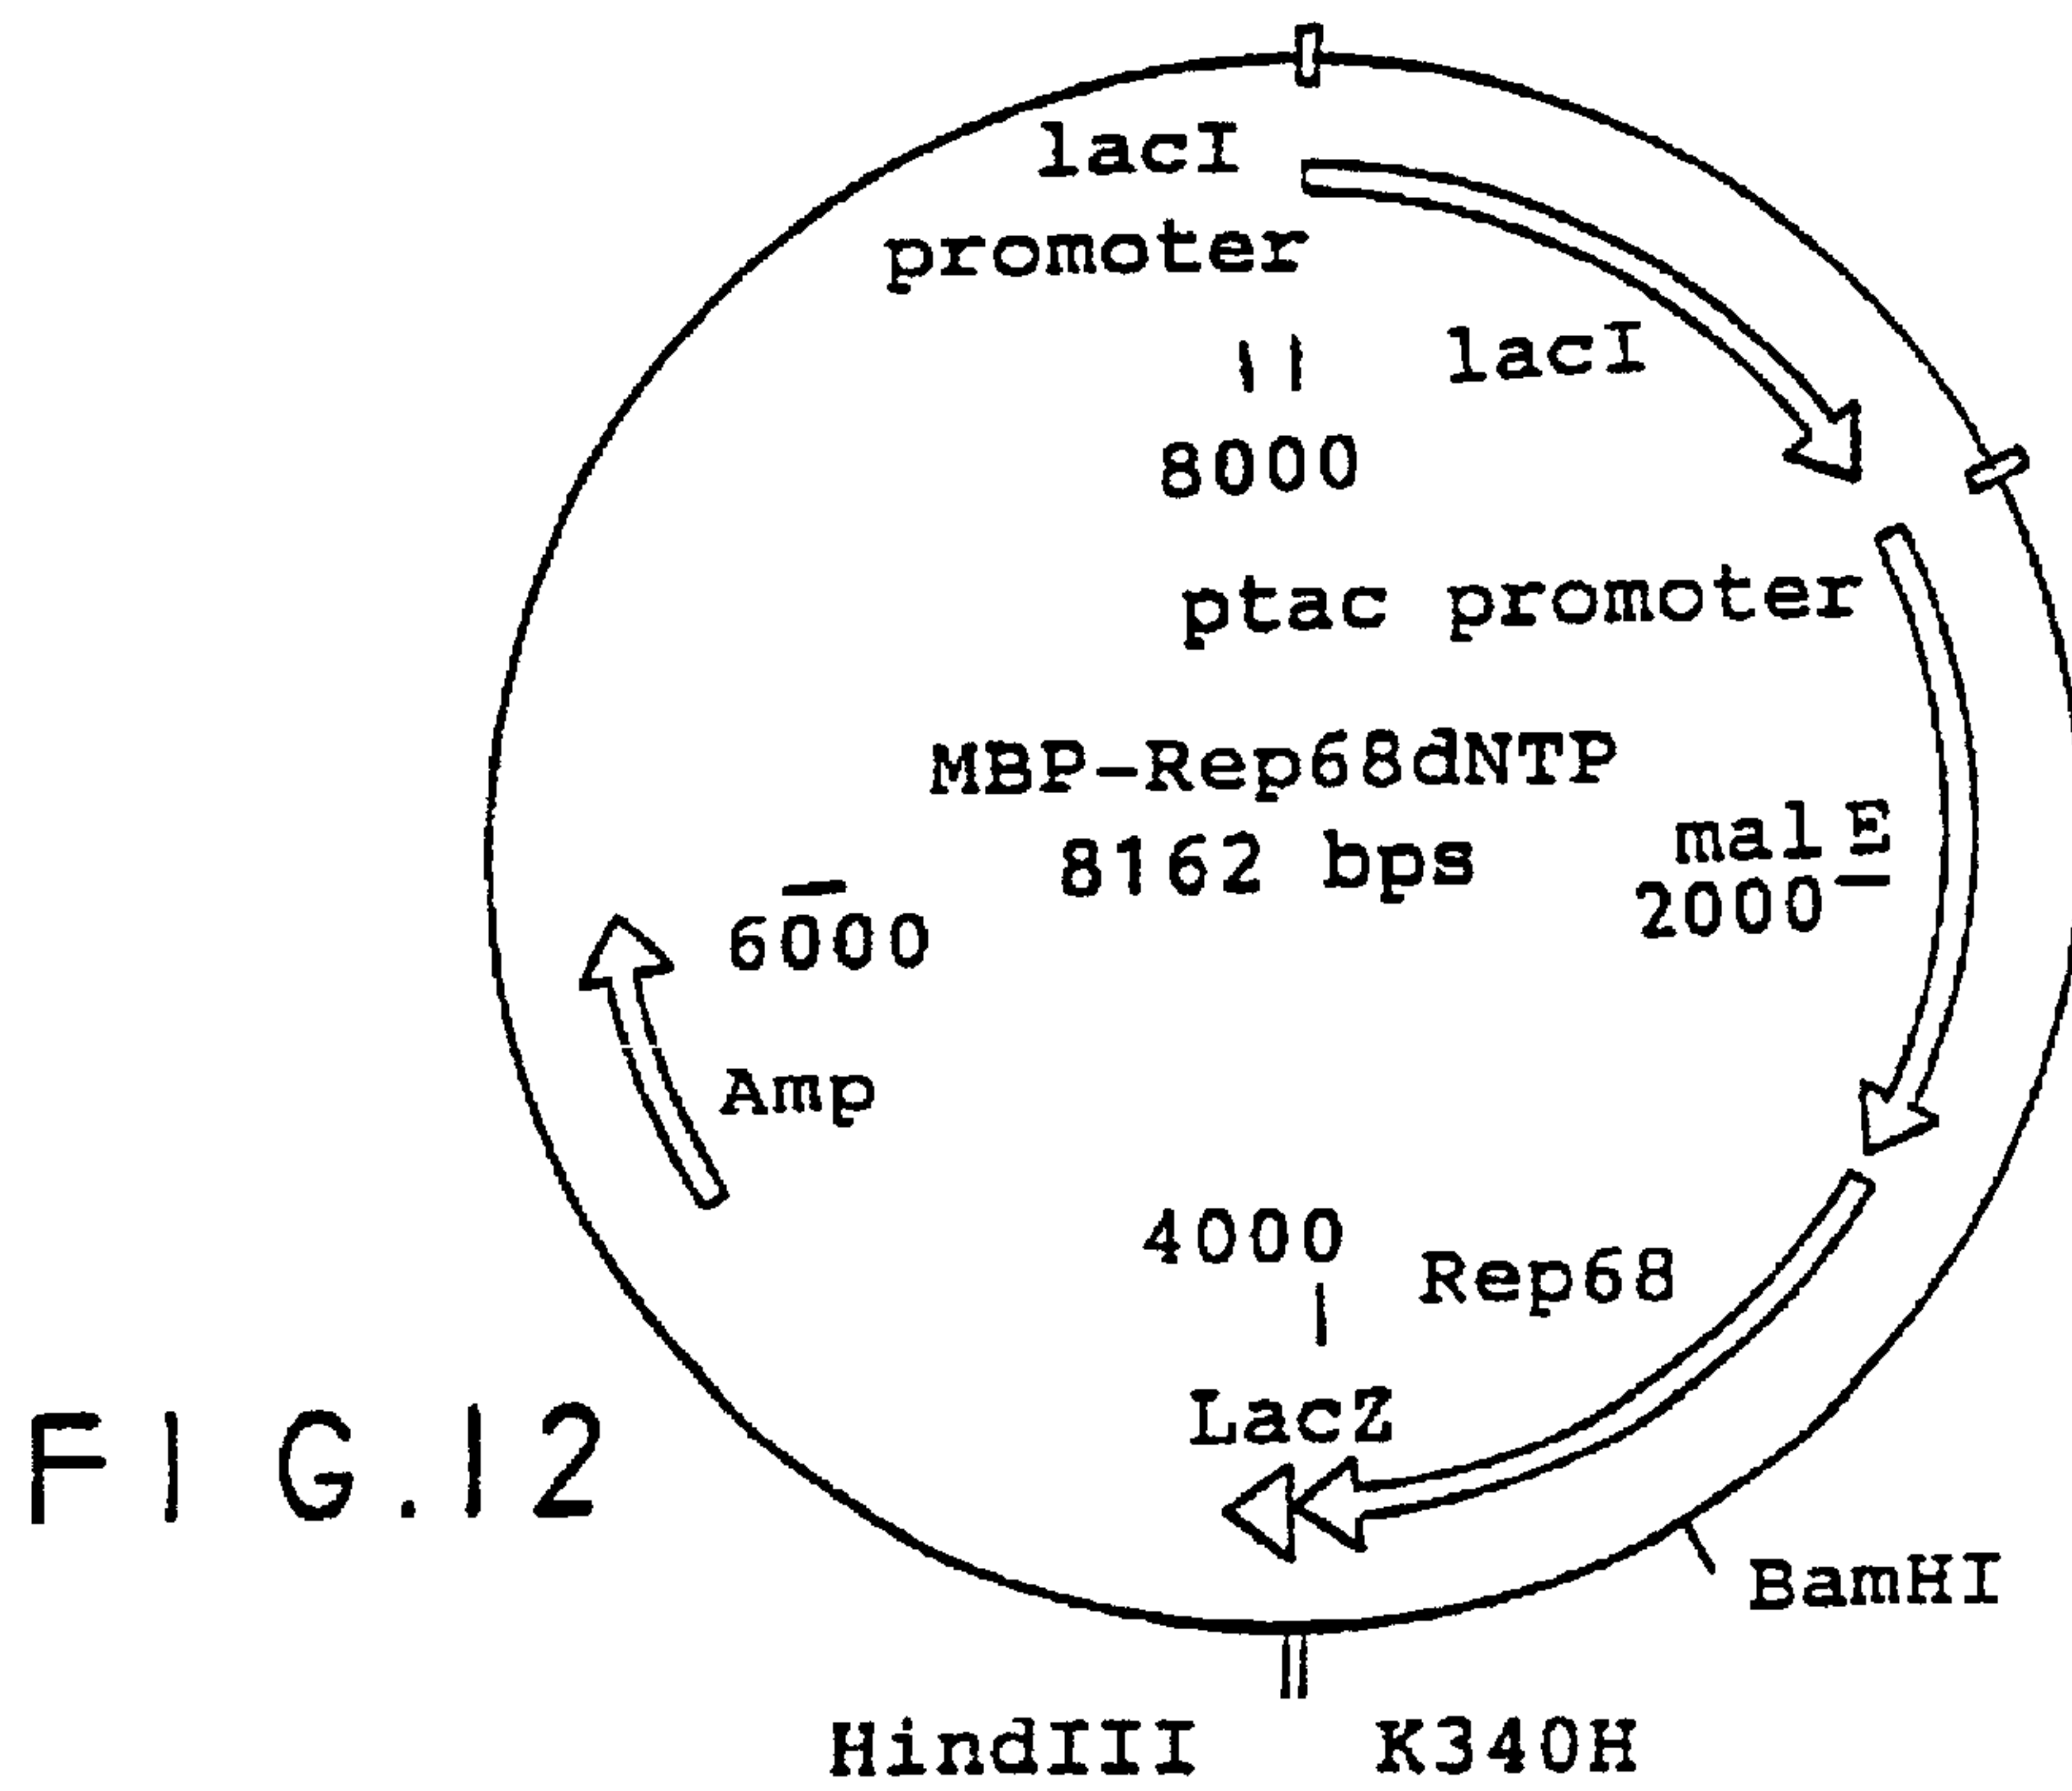 lacI
promoter
lacI
8000
ptac promoter
MBP-Rep68dNTP
8162 bps
malE
2000
6000
Amp
4000
Rep68
LacZ
FIG.12
BamHI
HindIII K340H